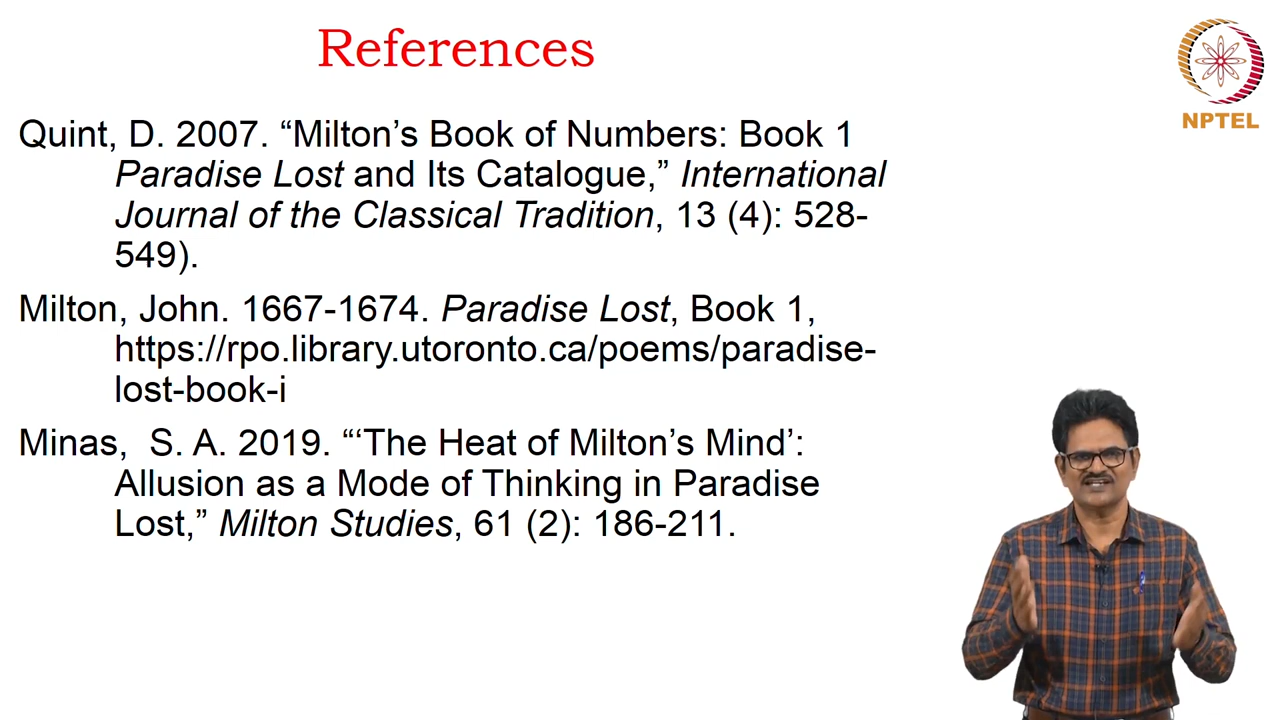 References
NPTEL
Quint, D. 2007. “Milton’s Book of Numbers: Book 1
Paradise Lost and Its Catalogue,” International
Journal of the Classical Tradition, 13 (4): 528-
549).
Milton, John. 1667-1674. Paradise Lost, Book 1,
https://rpo.library.utoronto.ca/poems/paradise-
lost-book-i
Minas,  S. A. 2019. “‘The Heat of Milton’s Mind’:
Allusion as a Mode of Thinking in Paradise
Lost,” Milton Studies, 61 (2): 186-211.